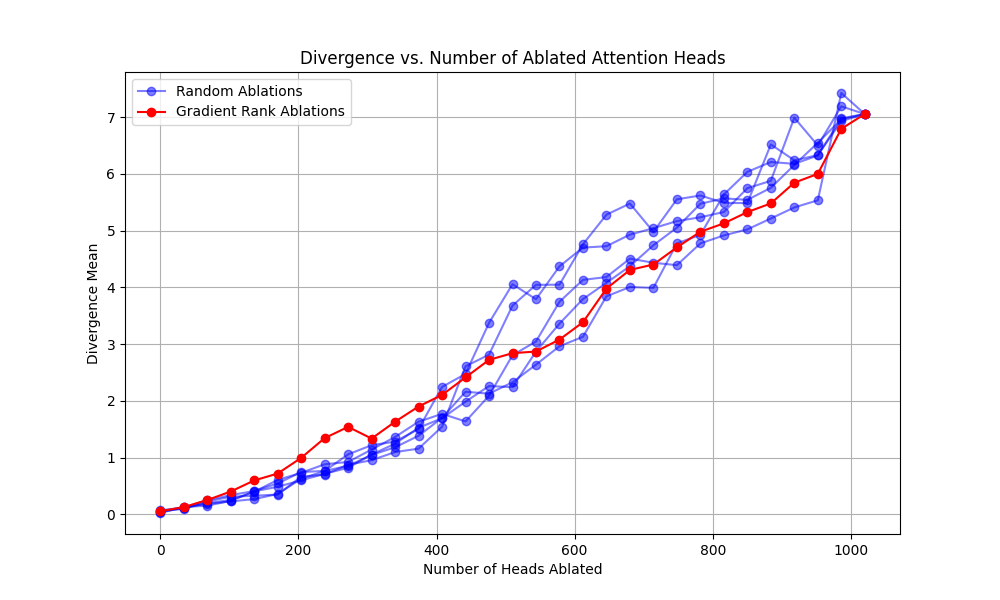 Divergence vs. Number of Ablated Attention Heads
Random Ablations
Gradient Rank Ablations
Divergence Mean
7
6
5
4
3
2
1
0
0 200 400 600 800 1000
Number of Heads Ablated